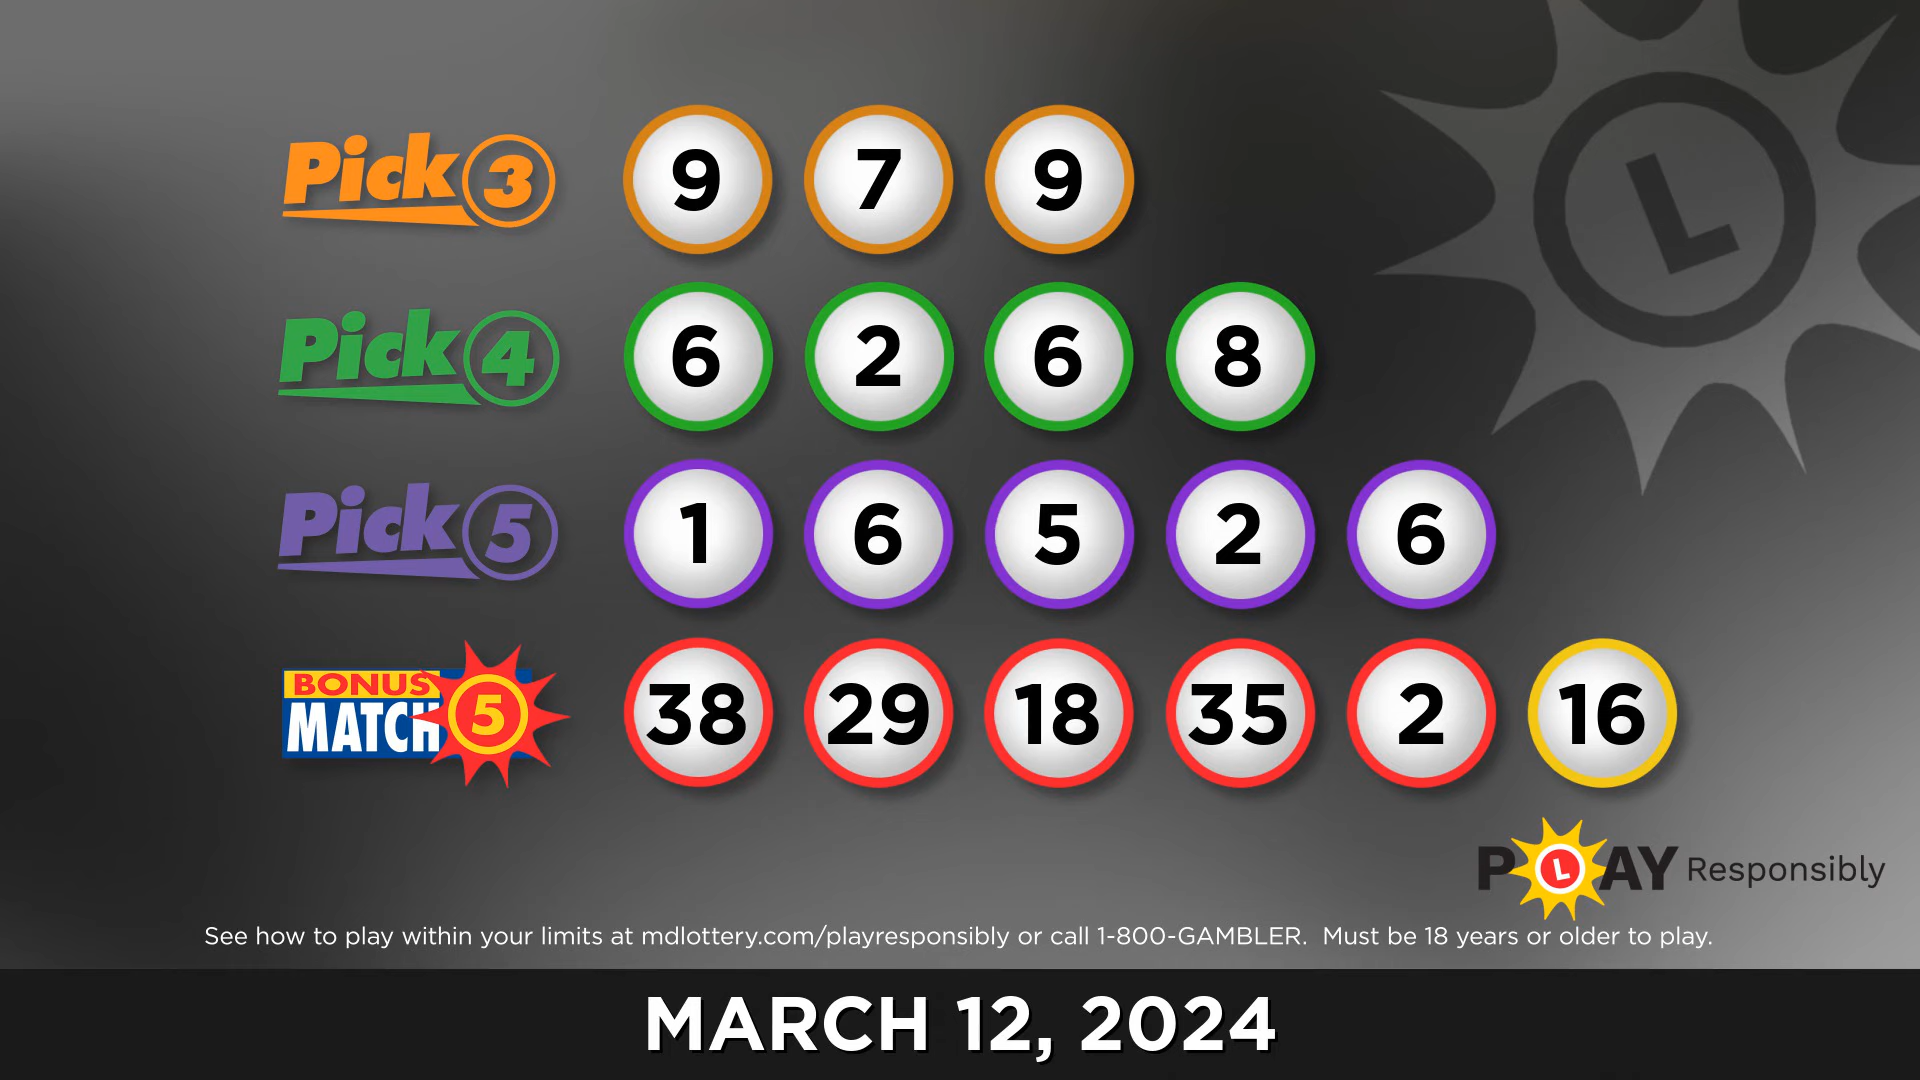 Pick 3 9 7 9
Pick 4 6 2 6 8
Pick 5 1 6 5 2 6
BONUS
MATCH 5 38 29 18 35 2 16
L
PLAY Responsibly
See how to play within your limits at mdlottery.com/playresponsibly or call 1-800-GAMBLER. Must be 18 years or older to play.
MARCH 12, 2024